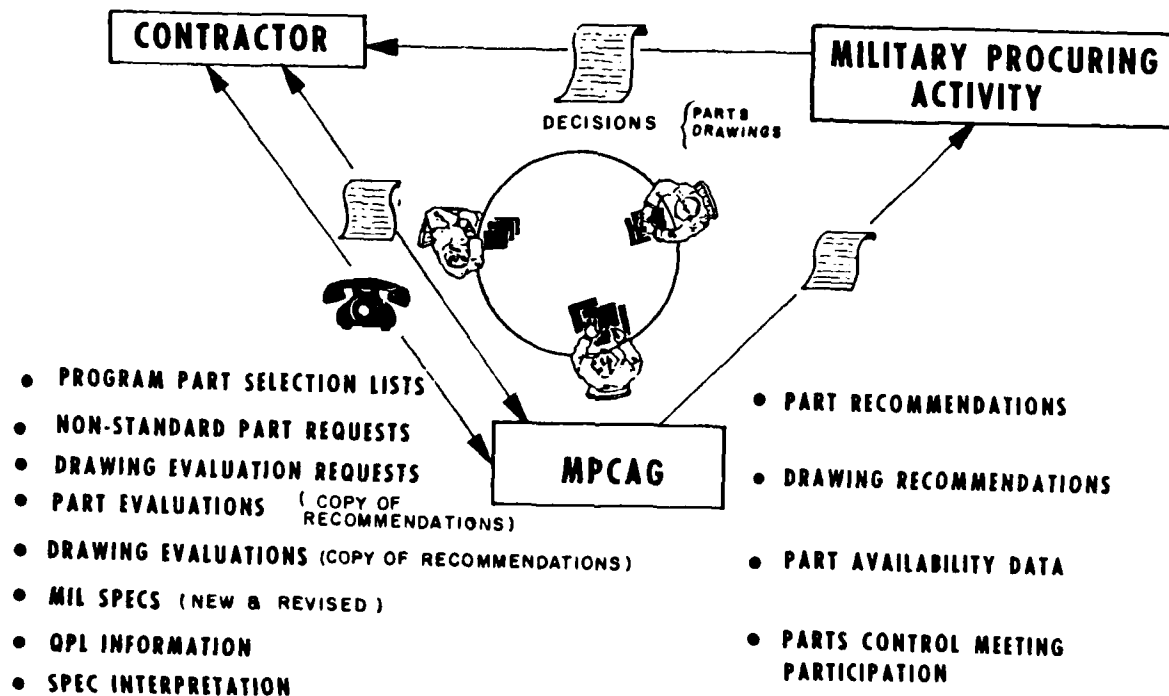 CONTRACTOR
MILITARY PROCURING
ACTIVITY
DECISIONS { PARTS
DRAWINGS
MPCAG
• PROGRAM PART SELECTION LISTS
• NON-STANDARD PART REQUESTS
• DRAWING EVALUATION REQUESTS
• PART EVALUATIONS ( COPY OF
RECOMMENDATIONS)
• DRAWING EVALUATIONS (COPY OF RECOMMENDATIONS)
• MIL SPECS (NEW & REVISED )
• QPL INFORMATION
• SPEC INTERPRETATION
• PART RECOMMENDATIONS
• DRAWING RECOMMENDATIONS
• PART AVAILABILITY DATA
• PARTS CONTROL MEETING
PARTICIPATION